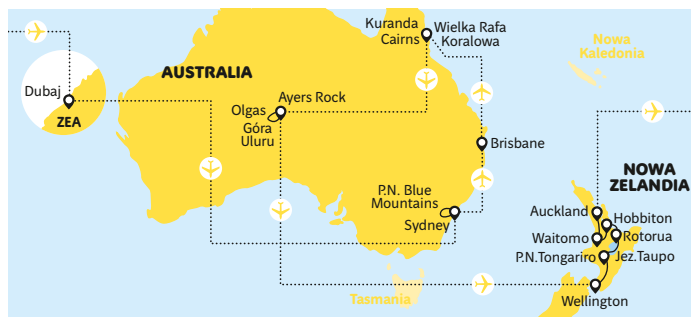 Kuranda
Cairns
Wielka Rafa
Koralowa
Nowa
Kaledonia
AUSTRALIA
Dubaj
ZEA
Ayers Rock
Olgas
Góra
Uluru
Brisbane
P.N. Blue
Mountains
Sydney
NOWA
ZELANDIA
Auckland
Hobbiton
Waitomo
Rotorua
P.N.Tongariro
Jez.Taupo
Tasmania
Wellington